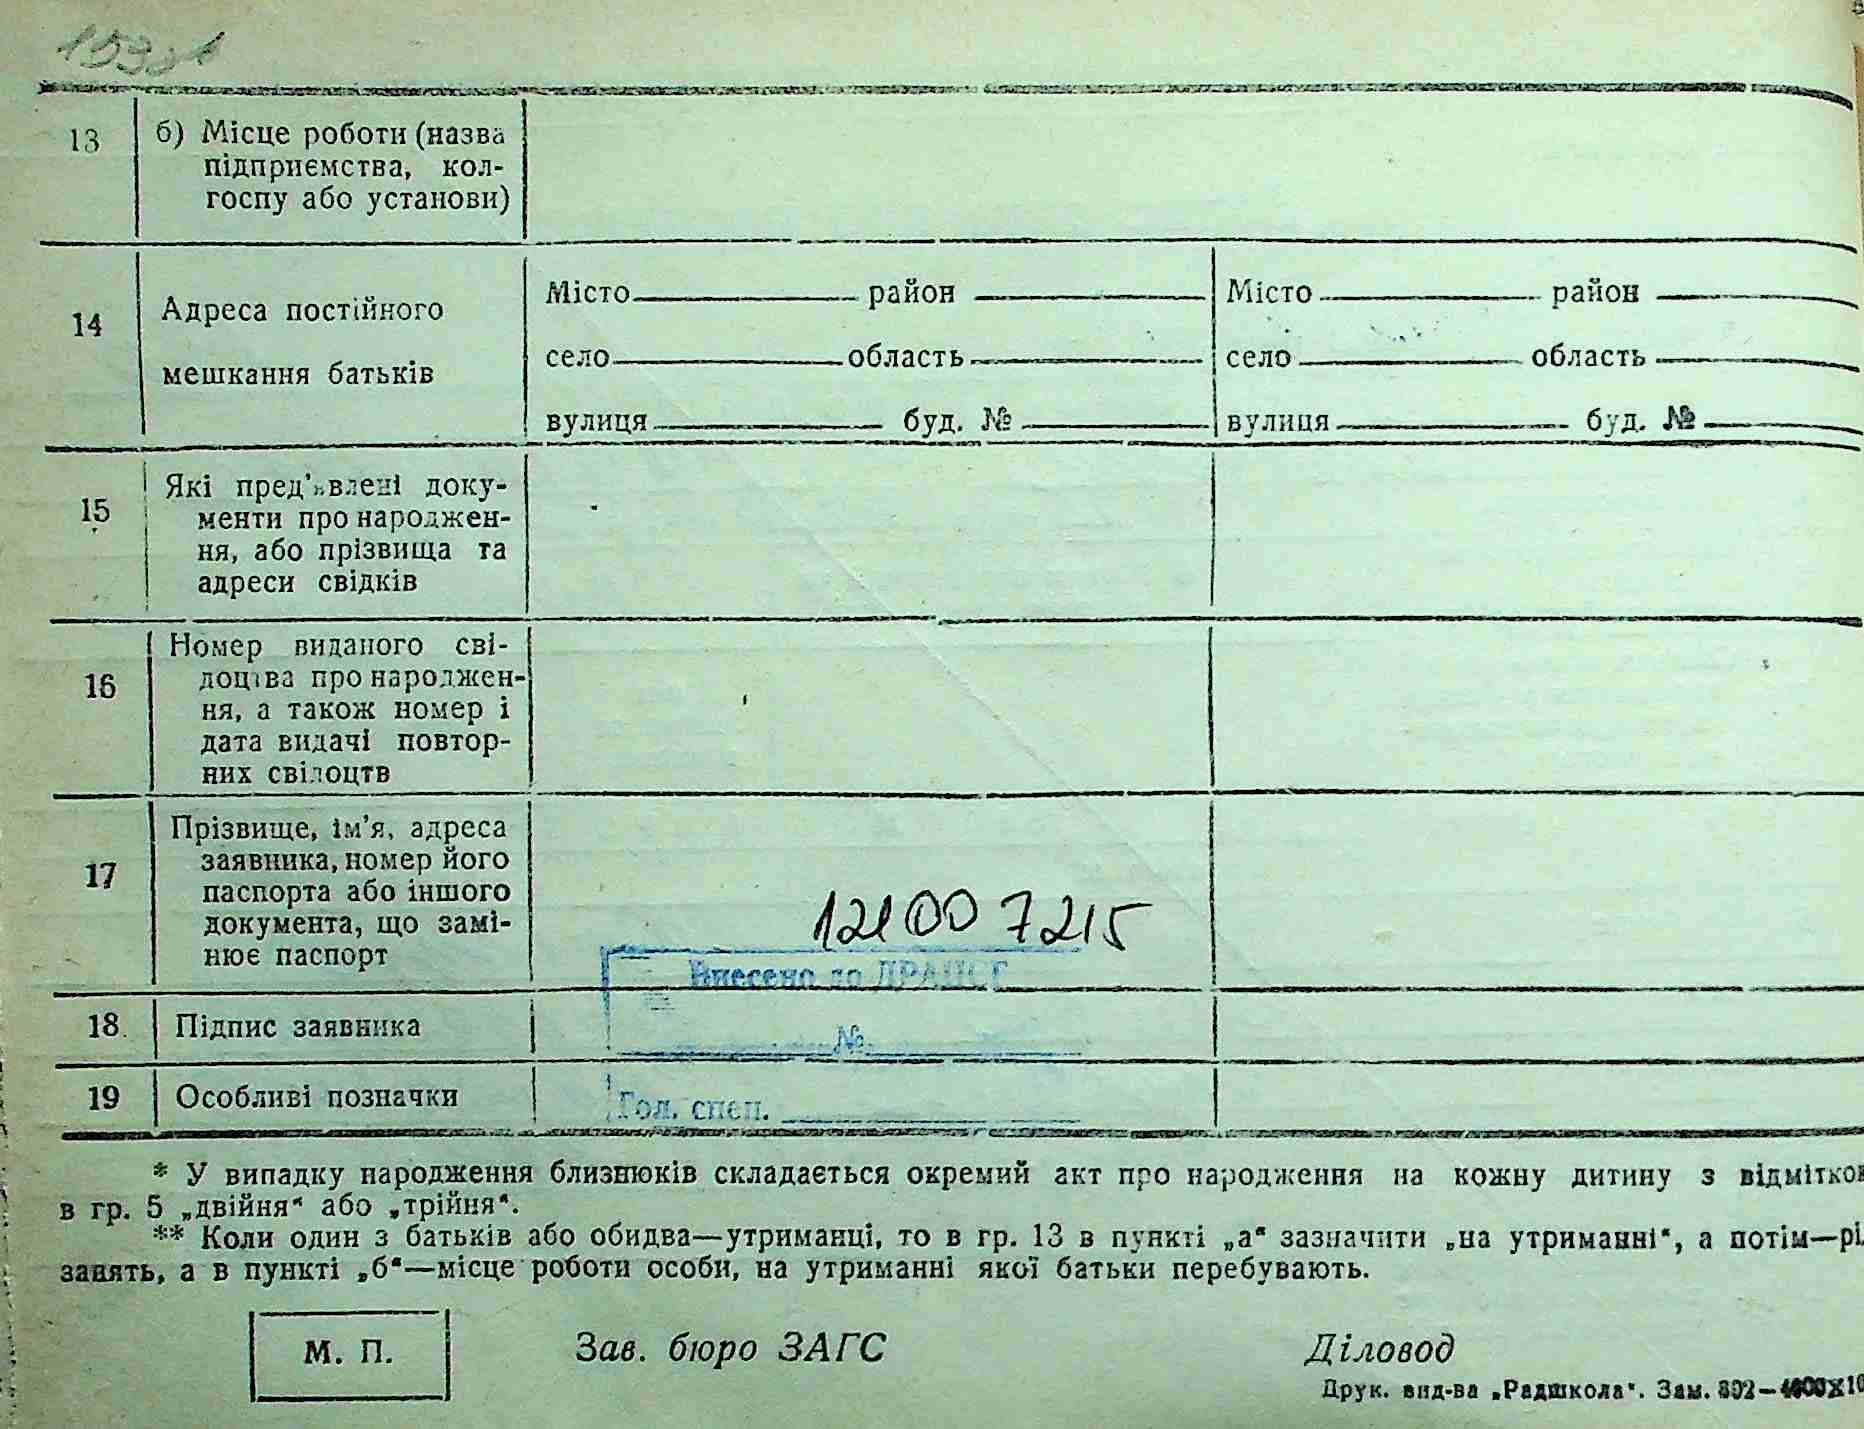 13 б) Місце роботи (назва
підприємства, кол-
госпу або установи)
14 Адреса постійного
мешкання батьків
Місто район
село область
вулиця буд. №
Місто район
село область
вулиця буд. №
15 Які пред'явлені доку-
менти про народжен-
ня, або прізвища та
адреси свідків
16 Номер виданого сві-
доцтва про народжен-
ня, а також номер і
дата видачі повтор-
них свідоцтв
17 Прізвище, ім'я, адреса
заявника, номер його
паспорта або іншого
документа, що замі-
нює паспорт
121007215
Внесено до ДРАЦСГ
№
18 Підпис заявника
19 Особливі позначки
Гол. спец.
* У випадку народження близнюків складається окремий акт про народження на кожну дитину з відміткою
в гр. 5 „двійня“ або „трійня“.
** Коли один з батьків або обидва—утриманці, то в гр. 13 в пункті „а“ зазначити „на утриманні“, а потім—рі
занять, а в пункті „б“—місце роботи особи, на утриманні якої батьки перебувають.
М. П.
Зав. бюро ЗАГС
Діловод
Друк. вид-ва „Радшкола“. Зам. 802—4000X10